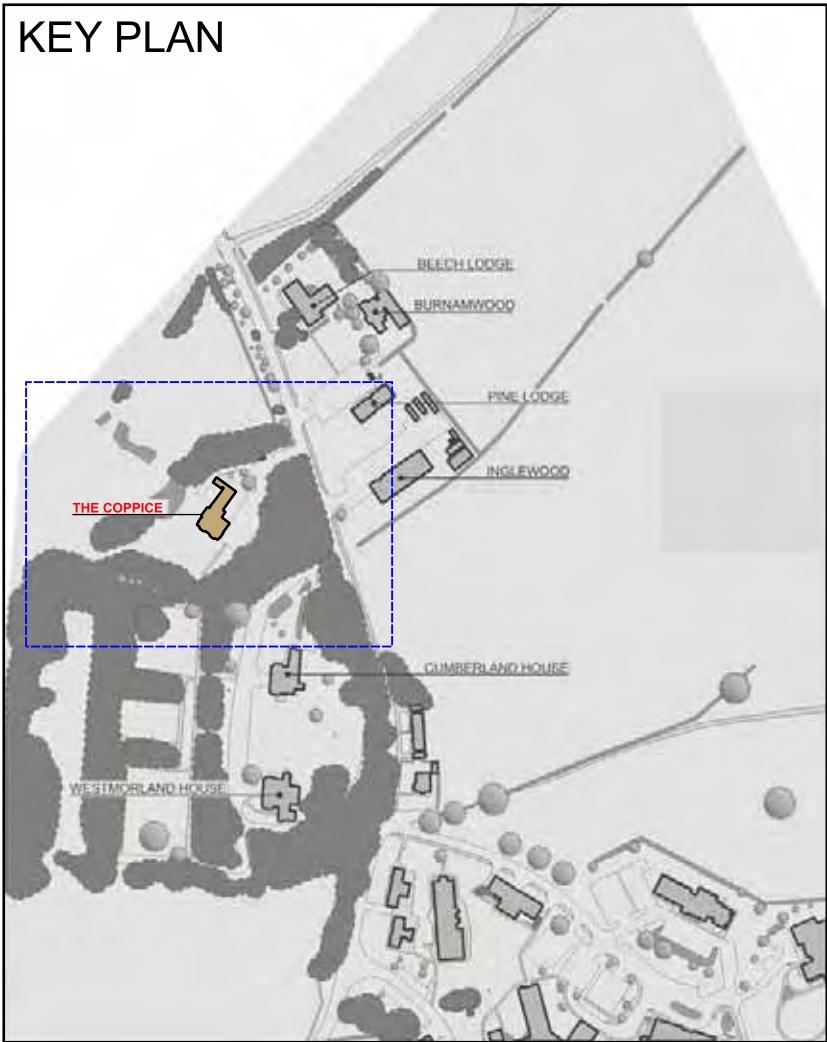 KEY PLAN
BEECH LODGE
BURNAMWOOD
PINE LODGE
INGLEWOOD
THE COPPICE
CUMBERLAND HOUSE
WESTMORLAND HOUSE